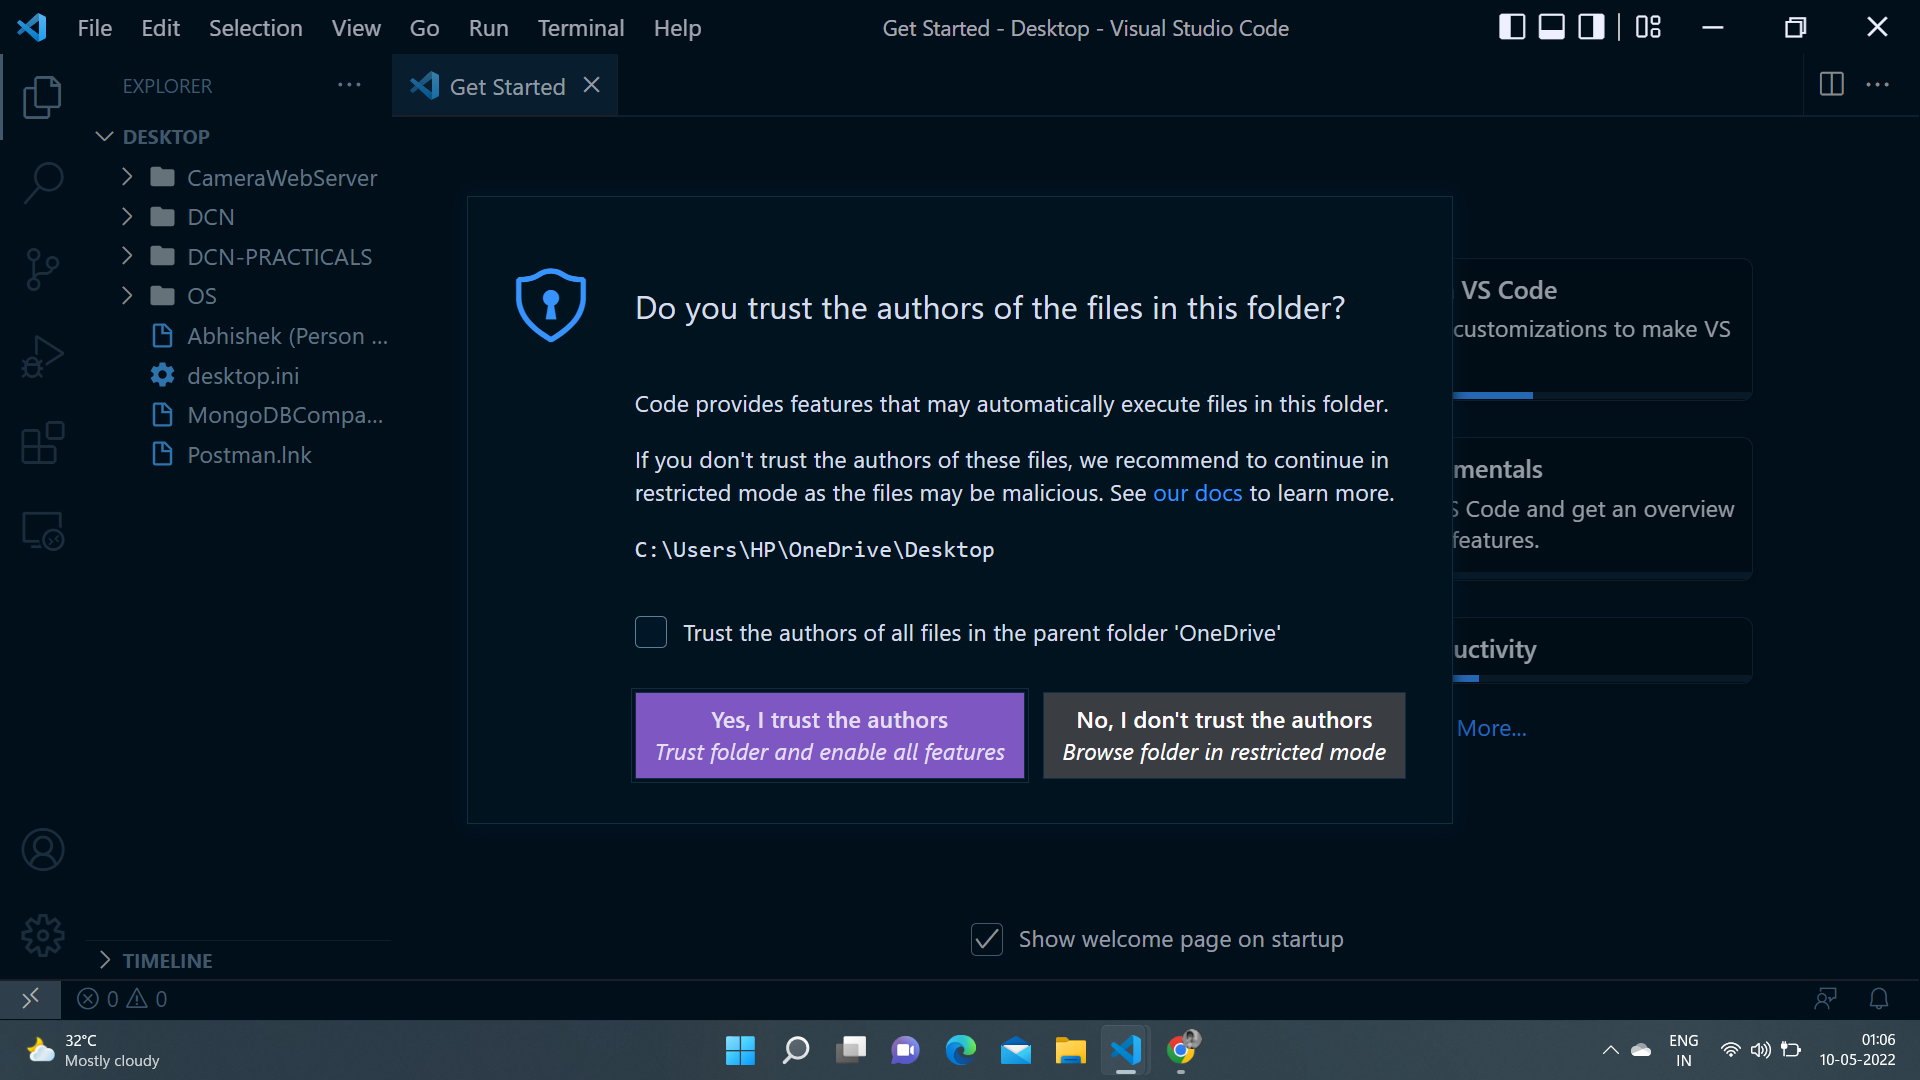 File Edit Selection View Go Run Terminal Help
Get Started - Desktop - Visual Studio Code
EXPLORER
Get Started
DESKTOP
CameraWebServer
DCN
DCN-PRACTICALS
OS
Abhishek (Person ...
desktop.ini
MongoDBCompa...
Postman.lnk
Do you trust the authors of the files in this folder?
Code provides features that may automatically execute files in this folder.
If you don't trust the authors of these files, we recommend to continue in
restricted mode as the files may be malicious. See our docs to learn more.
C:\Users\HP\OneDrive\Desktop
Trust the authors of all files in the parent folder 'OneDrive'
Yes, I trust the authors
Trust folder and enable all features
No, I don't trust the authors
Browse folder in restricted mode
VS Code
customizations to make VS
mentals
Code and get an overview
features.
uctivity
More...
Show welcome page on startup
TIMELINE
0 0
32°C
Mostly cloudy
ENG
IN
01:06
10-05-2022